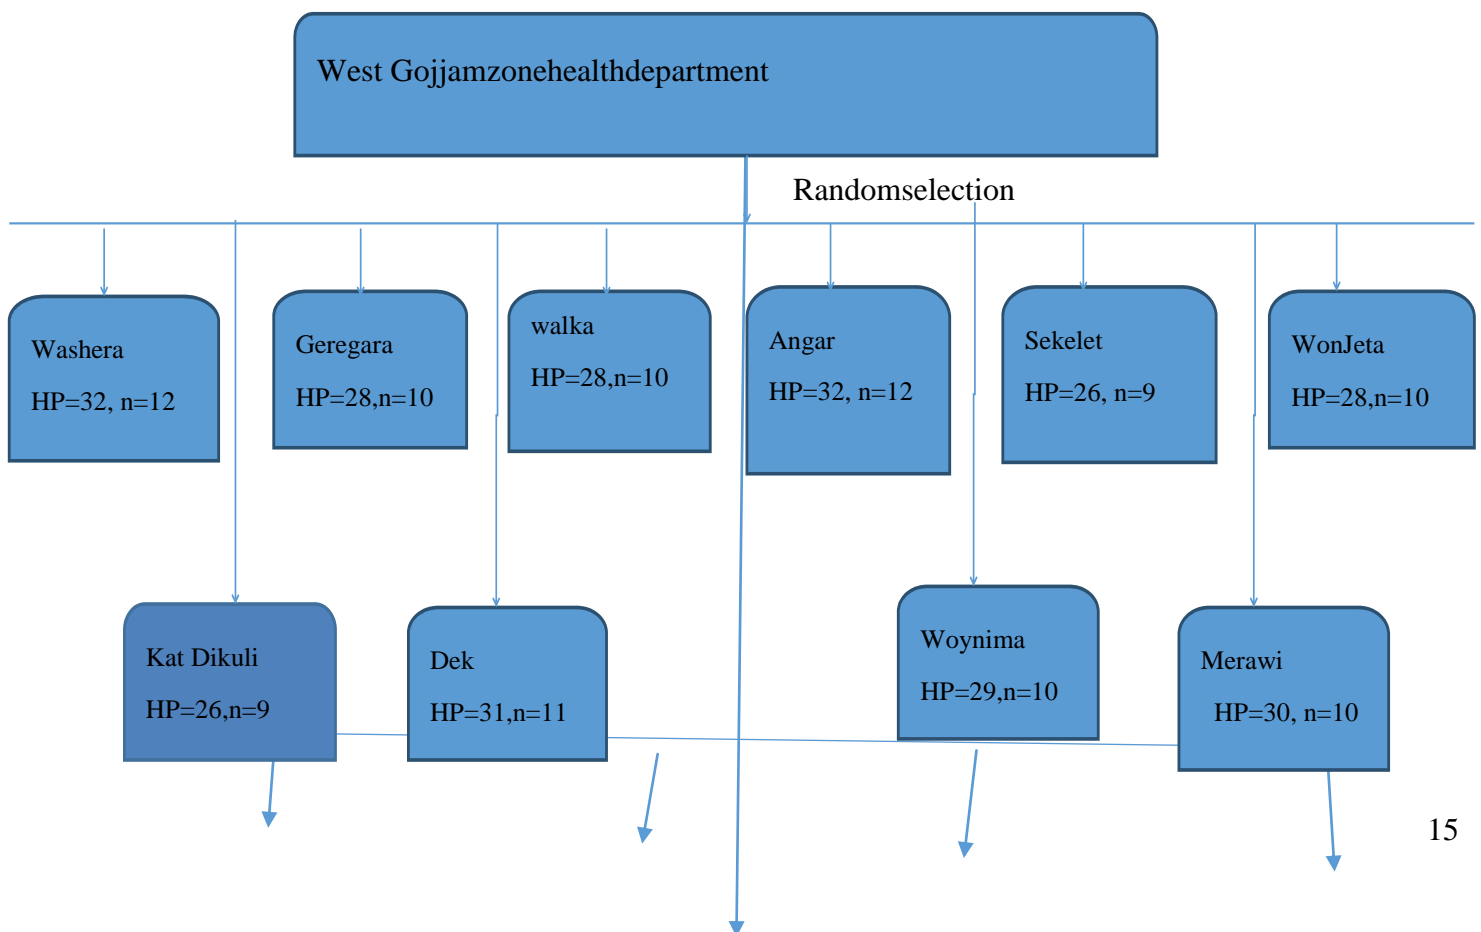 West Gojjamzonehealthdepartment
Randomselection
Washera
HP=32, n=12
Geregara
HP=28,n=10
walka
HP=28,n=10
Angar
HP=32, n=12
Sekelet
HP=26, n=9
WonJeta
HP=28,n=10
Kat Dikuli
HP=26,n=9
Dek
HP=31,n=11
Woynima
HP=29,n=10
Merawi
HP=30, n=10
15